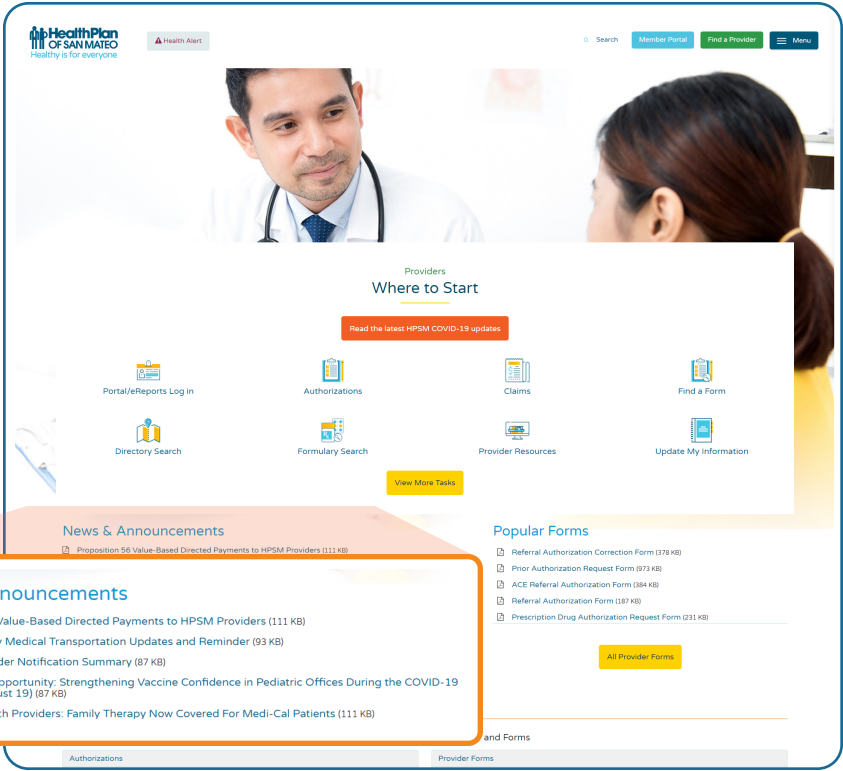 HealthPlan
OF SAN MATEO
Healthy is for everyone
Health Alert
Search
Member Portal
Find a Provider
Menu
Providers
Where to Start
Read the latest HPSM COVID-19 updates
Portal/eReports Log in
Authorizations
Claims
Find a Form
Directory Search
Formulary Search
Provider Resources
Update My Information
View More Tasks
News & Announcements
Proposition 56 Value-Based Directed Payments to HPSM Providers (111 KB)
nouncements
Value-Based Directed Payments to HPSM Providers (111 KB)
Medical Transportation Updates and Reminder (93 KB)
der Notification Summary (87 KB)
pportunity: Strengthening Vaccine Confidence in Pediatric Offices During the COVID-19
ust 19) (87 KB)
th Providers: Family Therapy Now Covered For Medi-Cal Patients (111 KB)
Popular Forms
Referral Authorization Correction Form (378 KB)
Prior Authorization Request Form (973 KB)
ACE Referral Authorization Form (384 KB)
Referral Authorization Form (187 KB)
Prescription Drug Authorization Request Form (231 KB)
All Provider Forms
and Forms
Authorizations
Provider Forms